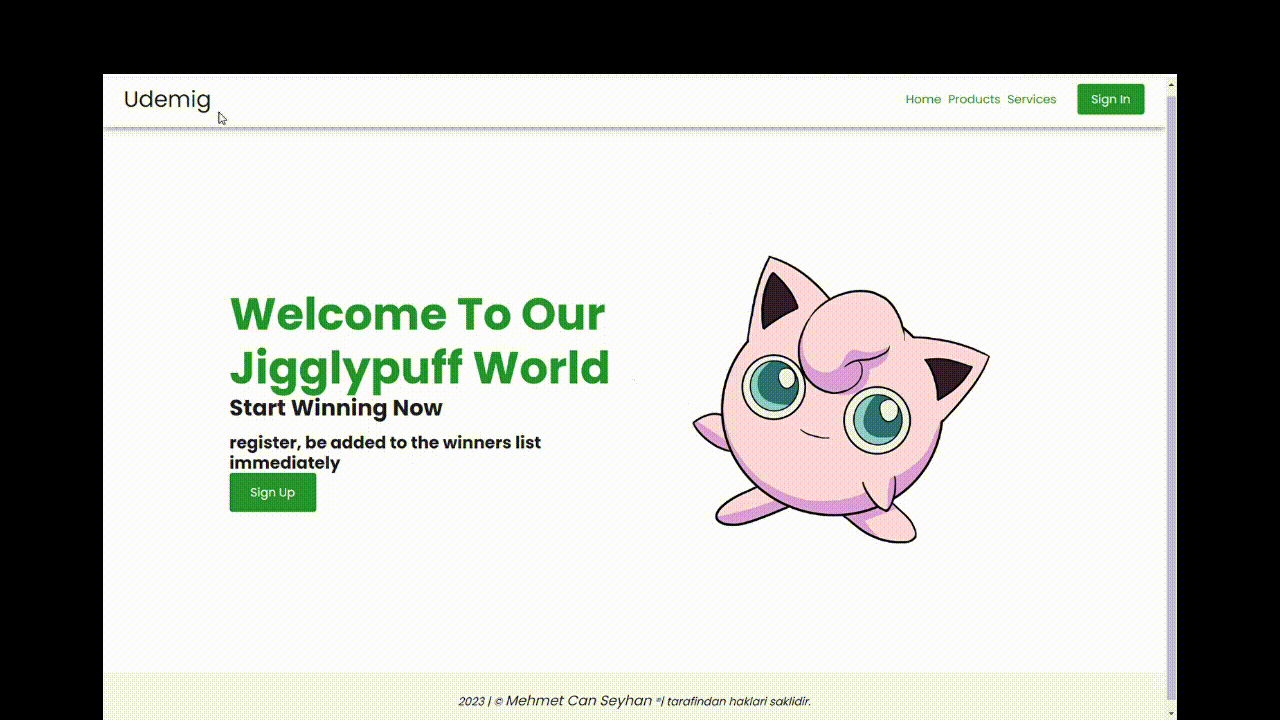 Udemig
Home Products Services Sign In
Welcome To Our
Jigglypuff World
Start Winning Now
register, be added to the winners list
immediately
Sign Up
2023 | © Mehmet Can Seyhan ®| tarafindan haklari saklidir.